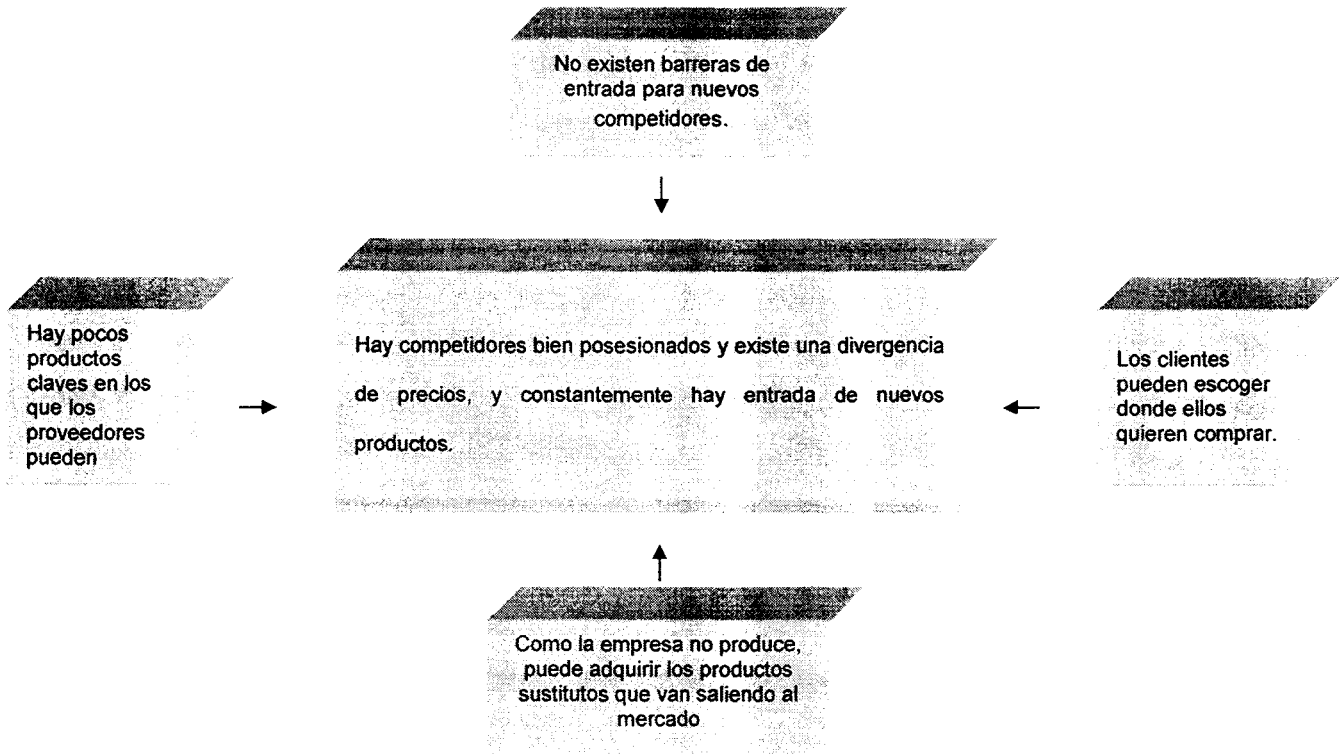 No existen barreras de
entrada para nuevos
competidores.
Hay pocos
productos
claves en los
que los
proveedores
pueden
Hay competidores bien posesionados y existe una divergencia
de precios, y constantemente hay entrada de nuevos
productos.
Los clientes
pueden escoger
donde ellos
quieren comprar.
Como la empresa no produce,
puede adquirir los productos
sustitutos que van saliendo al
mercado